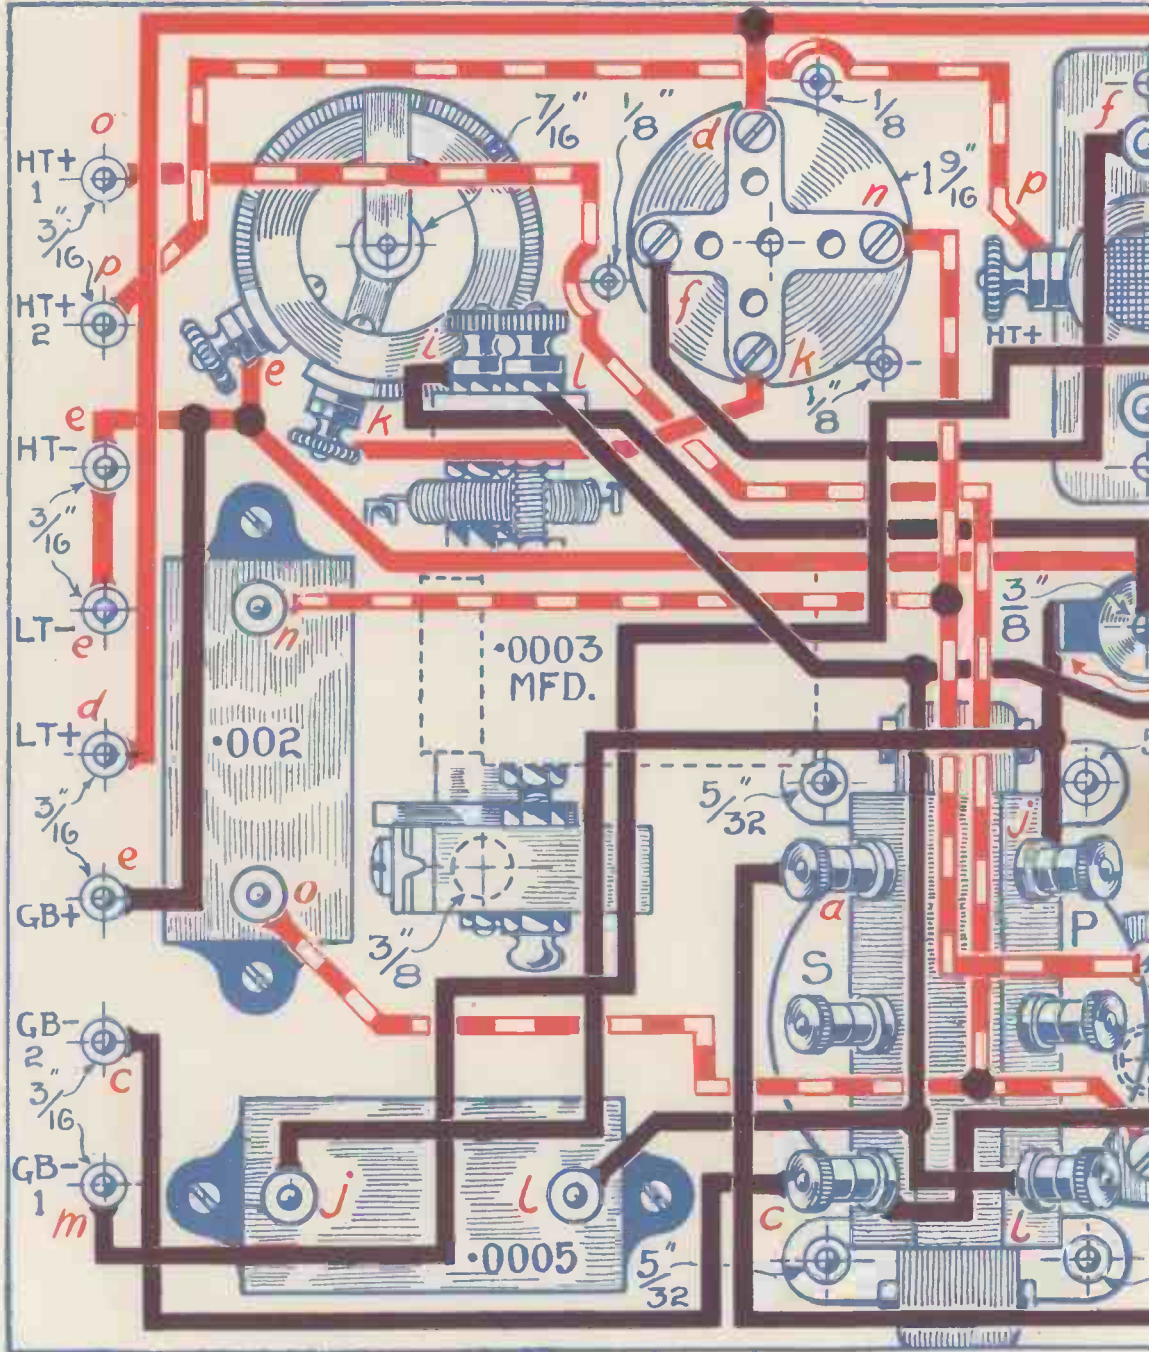 o
HT+
1
3/16"
p
HT+
2
e
HT-
3/16"
LT-
e
d
LT+
3/16"
e
GB+
GB-
2
c
3/16"
GB-
1
m
7/16"
1/8"
d
1/8
n
1 9/16"
f
p
HT+
f
k
1/8"
i
l
e
k
n
·0003
MFD.
3"
8
·002
o
3"
8
5"
32
5
j
a
S
P
j
l
·0005
5"
32
c
l